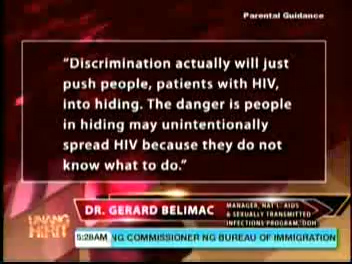 Parental Guidance
“Discrimination actually will just
push people, patients with HIV,
into hiding. The danger is people
in hiding may unintentionally
spread HIV because they do not
know what to do.”
UNANG
HIRIT
DR. GERARD BELIMAC
MANAGER, NAT'L. AIDS
& SEXUALLY TRANSMITTED
INFECTIONS PROGRAM, DOH
5:28AM
NG COMMISSIONER NG BUREAU OF IMMIGRATION